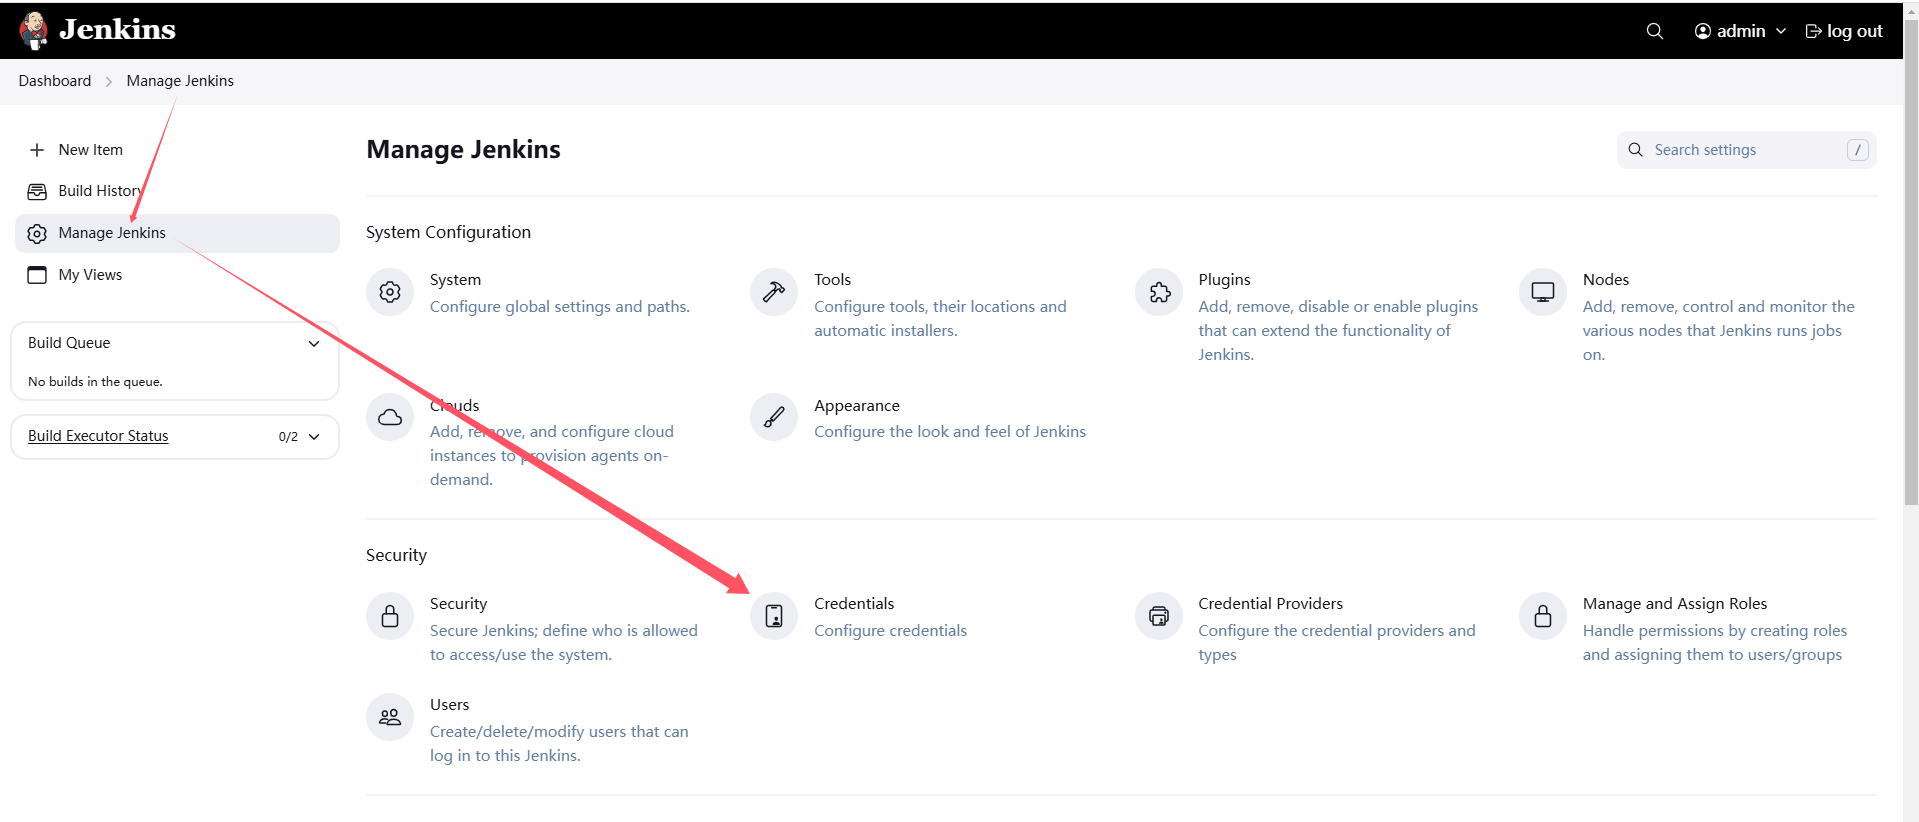 Jenkins
admin
log out
Dashboard
Manage Jenkins
New Item
Build History
Manage Jenkins
My Views
Build Queue
No builds in the queue.
Build Executor Status
0/2
Manage Jenkins
Search settings
/
System Configuration
System
Configure global settings and paths.
Tools
Configure tools, their locations and
automatic installers.
Plugins
Add, remove, disable or enable plugins
that can extend the functionality of
Jenkins.
Nodes
Add, remove, control and monitor the
various nodes that Jenkins runs jobs
on.
Clouds
Add, remove, and configure cloud
instances to provision agents on-
demand.
Appearance
Configure the look and feel of Jenkins
Security
Security
Secure Jenkins; define who is allowed
to access/use the system.
Credentials
Configure credentials
Credential Providers
Configure the credential providers and
types
Manage and Assign Roles
Handle permissions by creating roles
and assigning them to users/groups
Users
Create/delete/modify users that can
log in to this Jenkins.